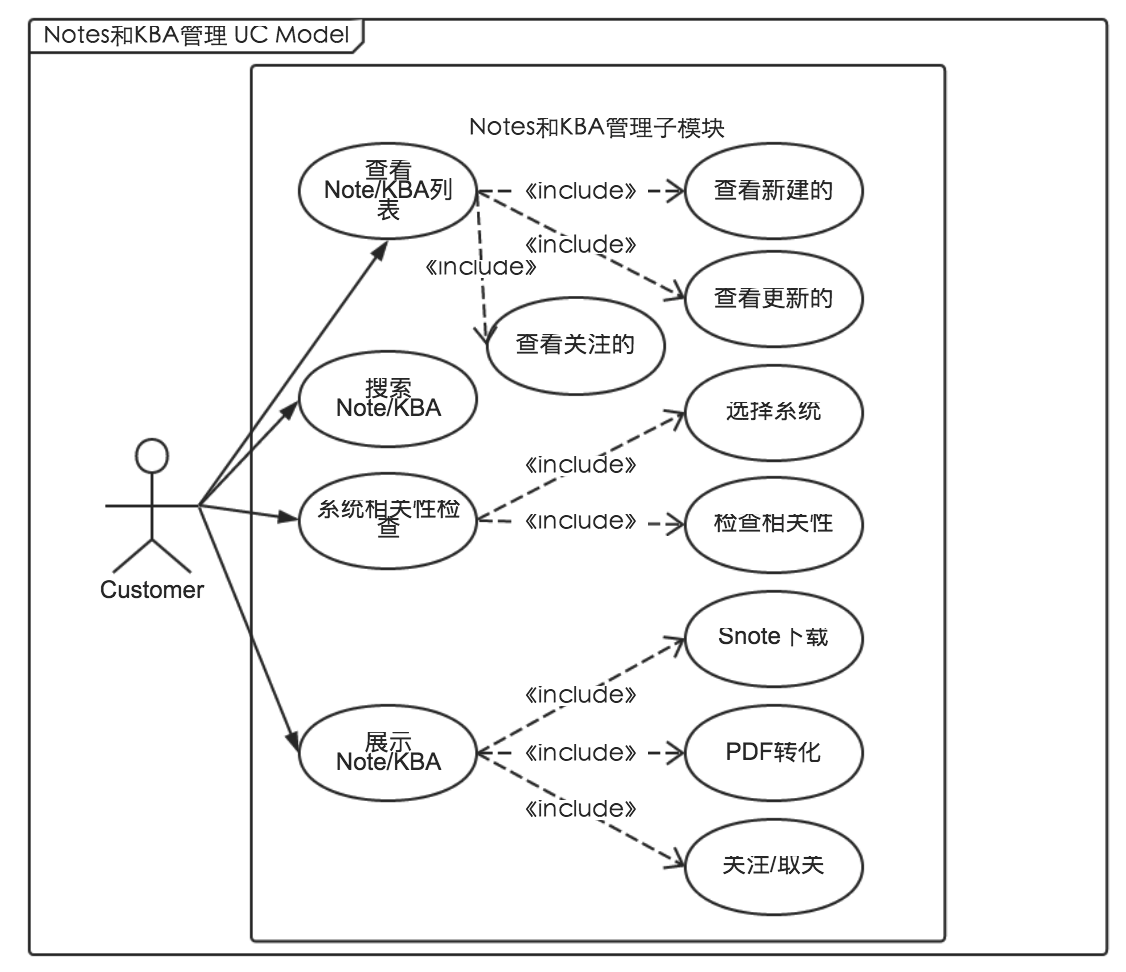 Notes和KBA管理 UC Model
Notes和KBA管理子模块
查看
Note/KBA列
表
《include》
查看新建的
《include》
查看更新的
《include》
查看关注的
搜索
Note/KBA
选择系统
《include》
系统相关性检
查
《include》
检查相关性
Customer
Snote下载
《include》
展示
Note/KBA
《include》
PDF转化
《include》
关注/取关